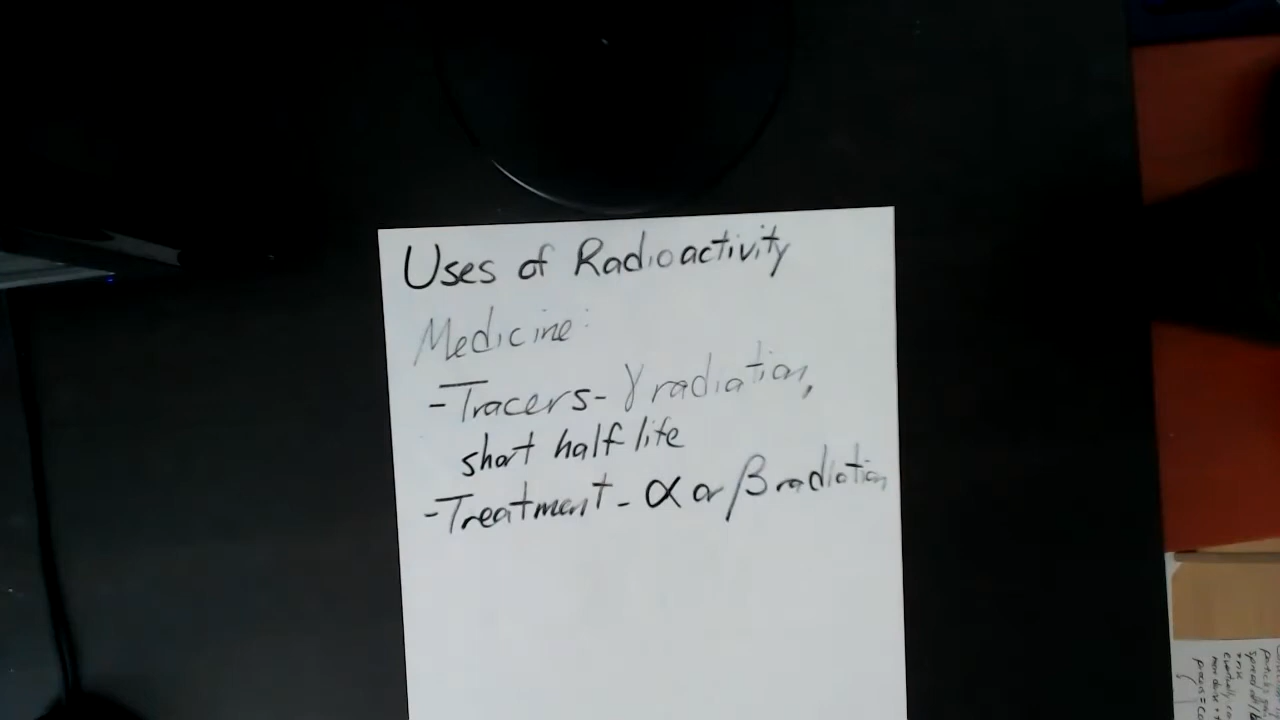 Uses of Radioactivity
Medicine:
-Tracers- γ radiation,
short half life
-Treatment - α or β radiation